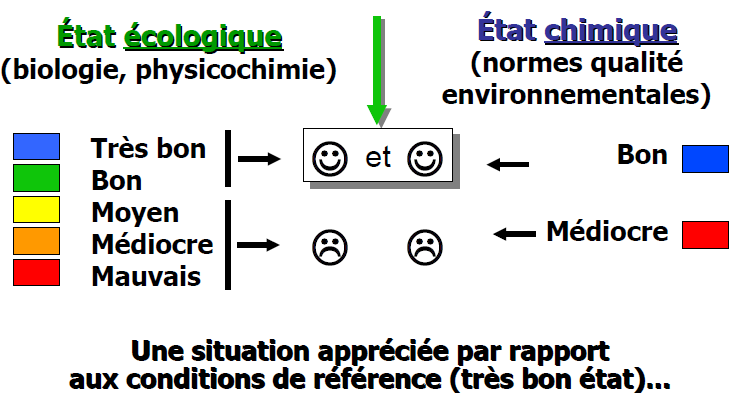 État écologique
(biologie, physicochimie)
État chimique
(normes qualité
environnementales)
Très bon
Bon
Moyen
Médiocre
Mauvais
et
Bon
Médiocre
Une situation appréciée par rapport
aux conditions de référence (très bon état)...